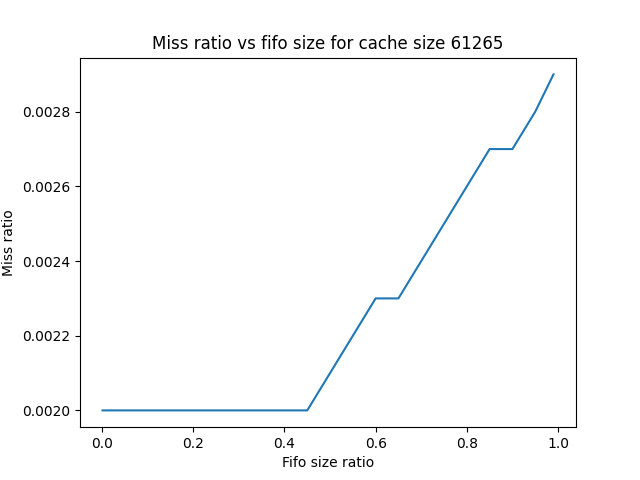 Miss ratio vs fifo size for cache size 61265
0.0028
0.0026
0.0024
0.0022
0.0020
Miss ratio
0.0 0.2 0.4 0.6 0.8 1.0
Fifo size ratio